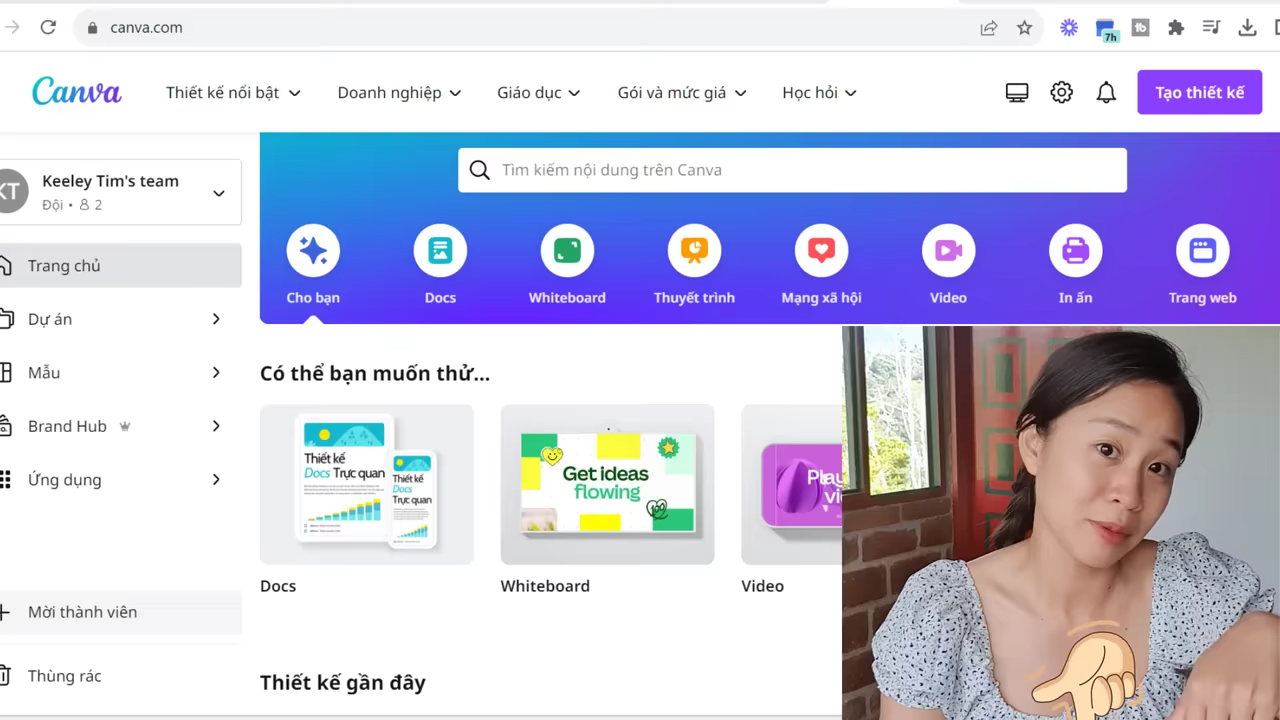 canva.com
7h
tb
Canva
Thiết kế nổi bật
Doanh nghiệp
Giáo dục
Gói và mức giá
Học hỏi
Tạo thiết kế
KT
Keeley Tim's team
Đội • 2
Tìm kiếm nội dung trên Canva
Cho bạn
Docs
Whiteboard
Thuyết trình
Mạng xã hội
Video
In ấn
Trang web
Trang chủ
Dự án
Mẫu
Brand Hub
Ứng dụng
Mời thành viên
Thùng rác
Có thể bạn muốn thử...
Thiết kế
Docs Trực quan
Thiết kế
Docs
Trực quan
Get ideas
flowing
100
Docs
Whiteboard
Video
Thiết kế gần đây